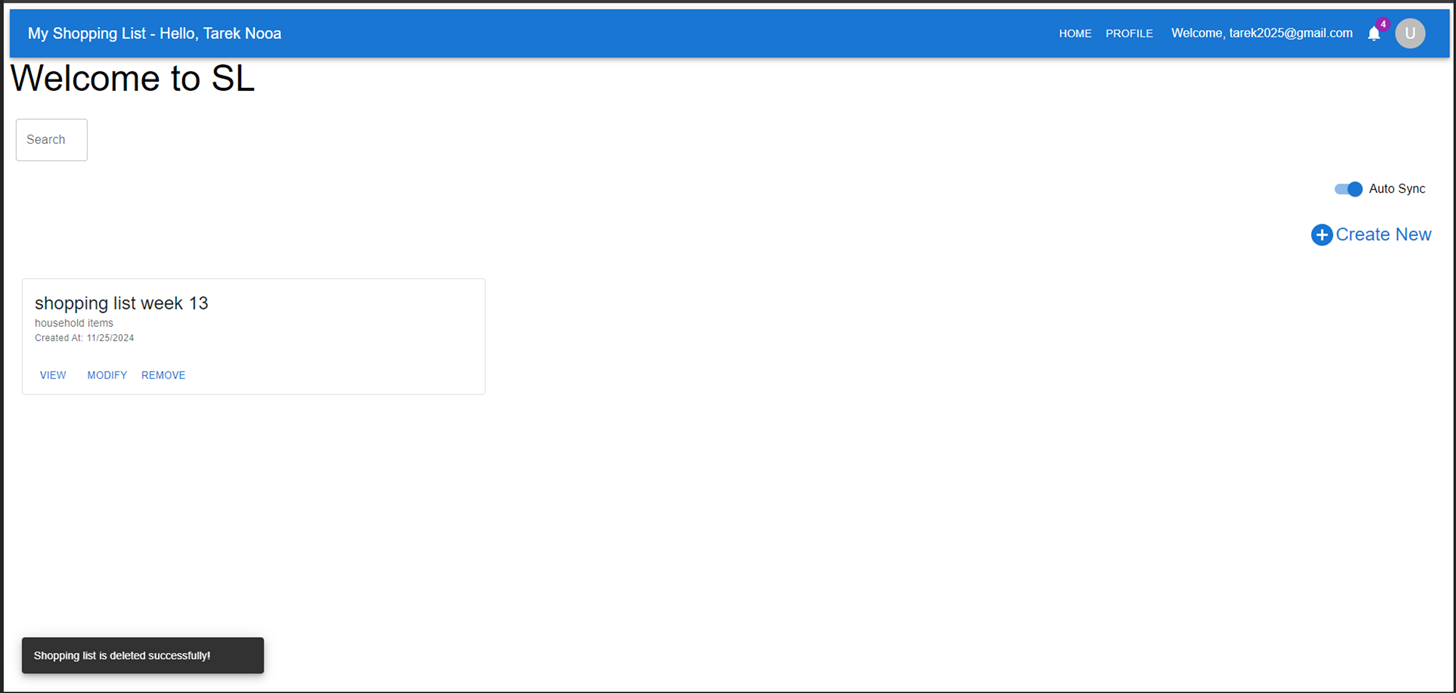 My Shopping List - Hello, Tarek Nooa
HOME PROFILE Welcome, tarek2025@gmail.com 4 U
Welcome to SL
Search
Auto Sync
Create New
shopping list week 13
household items
Created At: 11/25/2024
VIEW MODIFY REMOVE
Shopping list is deleted successfully!